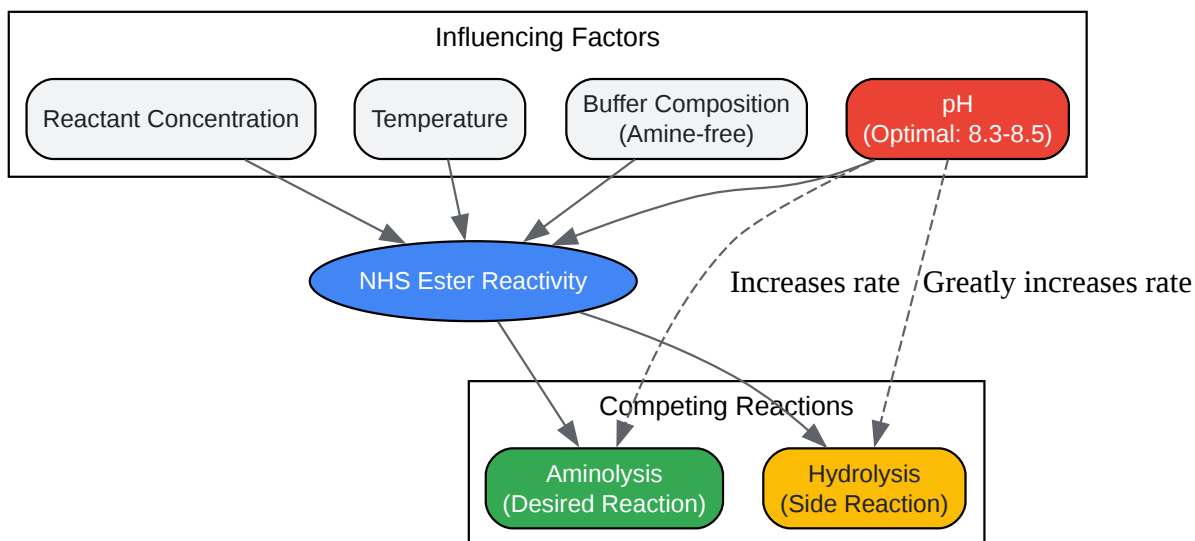 Influencing Factors
Reactant Concentration
Temperature
Buffer Composition
(Amine-free)
pH
(Optimal: 8.3-8.5)
NHS Ester Reactivity
Increases rate
Greatly increases rate
Competing Reactions
Aminolysis
(Desired Reaction)
Hydrolysis
(Side Reaction)